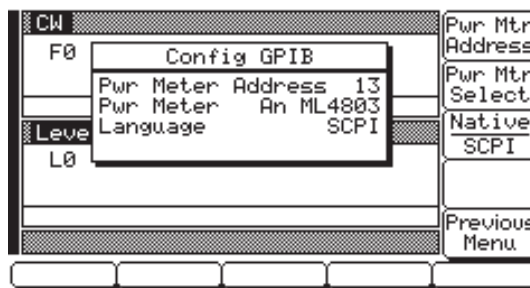 CW
F0
Config GPIB
Pwr Meter Address 13
Pwr Meter An ML4803
Language SCPI
Leve
L0
Pwr Mtr
Address
Pwr Mtr
Select
Native
SCPI
Previous
Menu